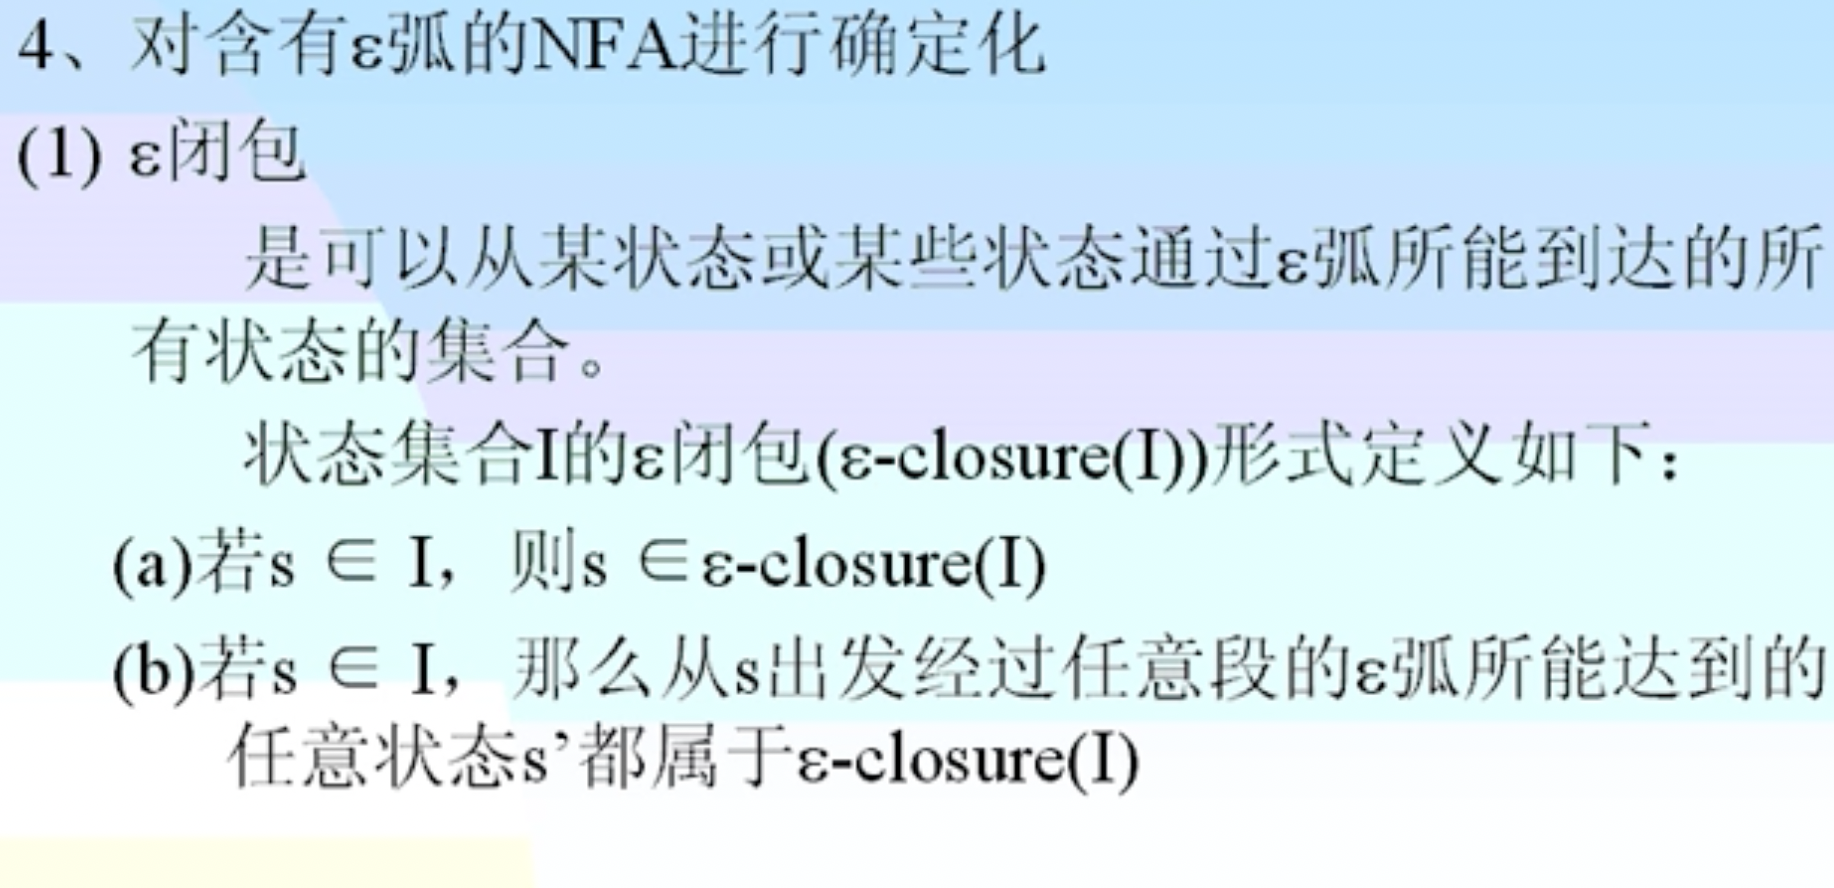 4、对含有ε弧的NFA进行确定化
(1) ε闭包
是可以从某状态或某些状态通过ε弧所能到达的所
有状态的集合。
状态集合I的ε闭包(ε-closure(I))形式定义如下：
(a)若s ∈ I，则s ∈ε-closure(I)
(b)若s ∈ I，那么从s出发经过任意段的ε弧所能达到的
任意状态s’都属于ε-closure(I)